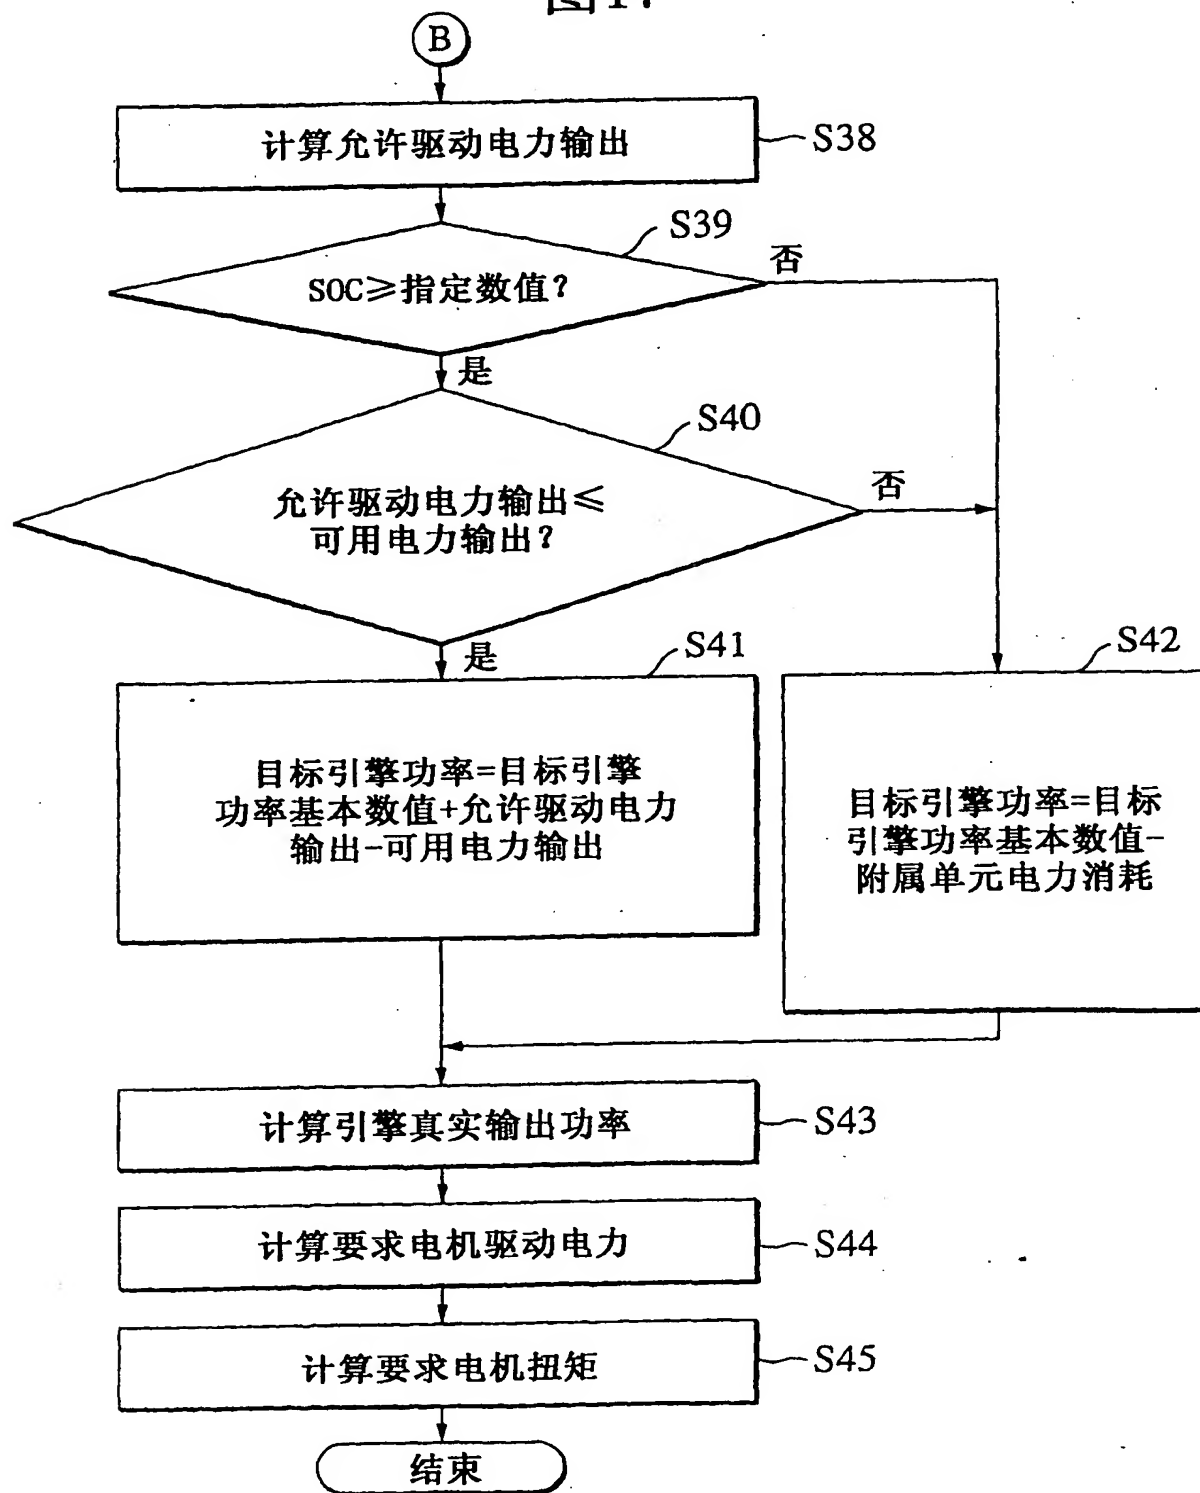 B
计算允许驱动电力输出
S38
S39
SOC≥指定数值?
否
是
S40
允许驱动电力输出≤
可用电力输出?
否
是
S41
目标引擎功率=目标引擎
功率基本数值+允许驱动电力
输出-可用电力输出
S42
目标引擎功率=目标
引擎功率基本数值-
附属单元电力消耗
计算引擎真实输出功率
S43
计算要求电机驱动电力
S44
计算要求电机扭矩
S45
结束